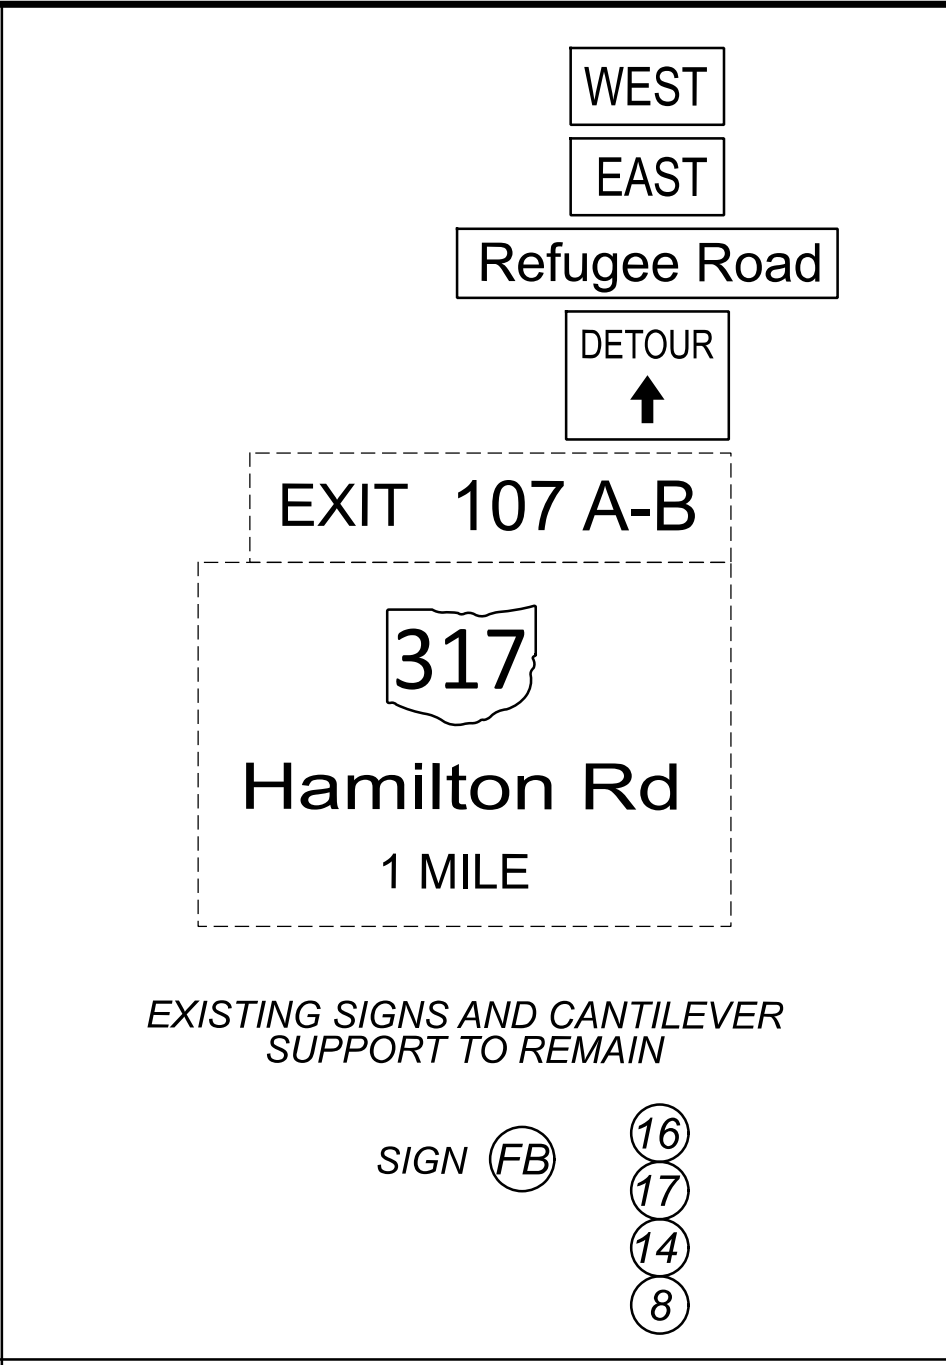 WEST
EAST
Refugee Road
DETOUR
EXIT 107 A-B
317
Hamilton Rd
1 MILE
EXISTING SIGNS AND CANTILEVER
SUPPORT TO REMAIN
SIGN FB
16
17
14
8